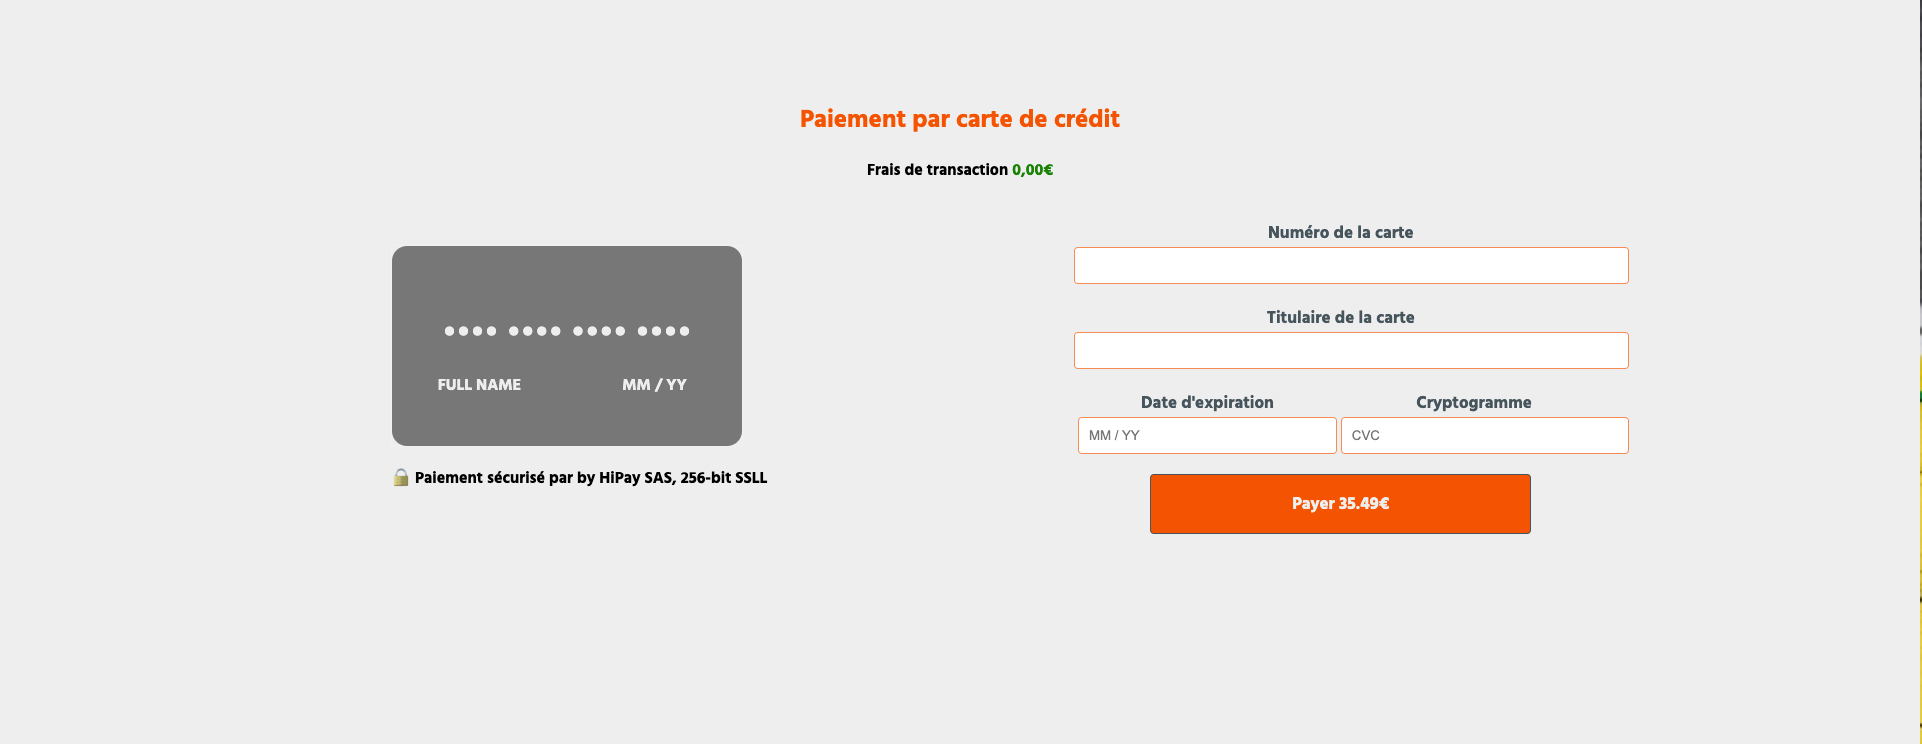 Paiement par carte de crédit
Frais de transaction 0,00€
•••• •••• •••• ••••
FULL NAME MM / YY
Paiement sécurisé par by HiPay SAS, 256-bit SSLL
Numéro de la carte
Titulaire de la carte
Date d'expiration Cryptogramme
MM / YY CVC
Payer 35.49€